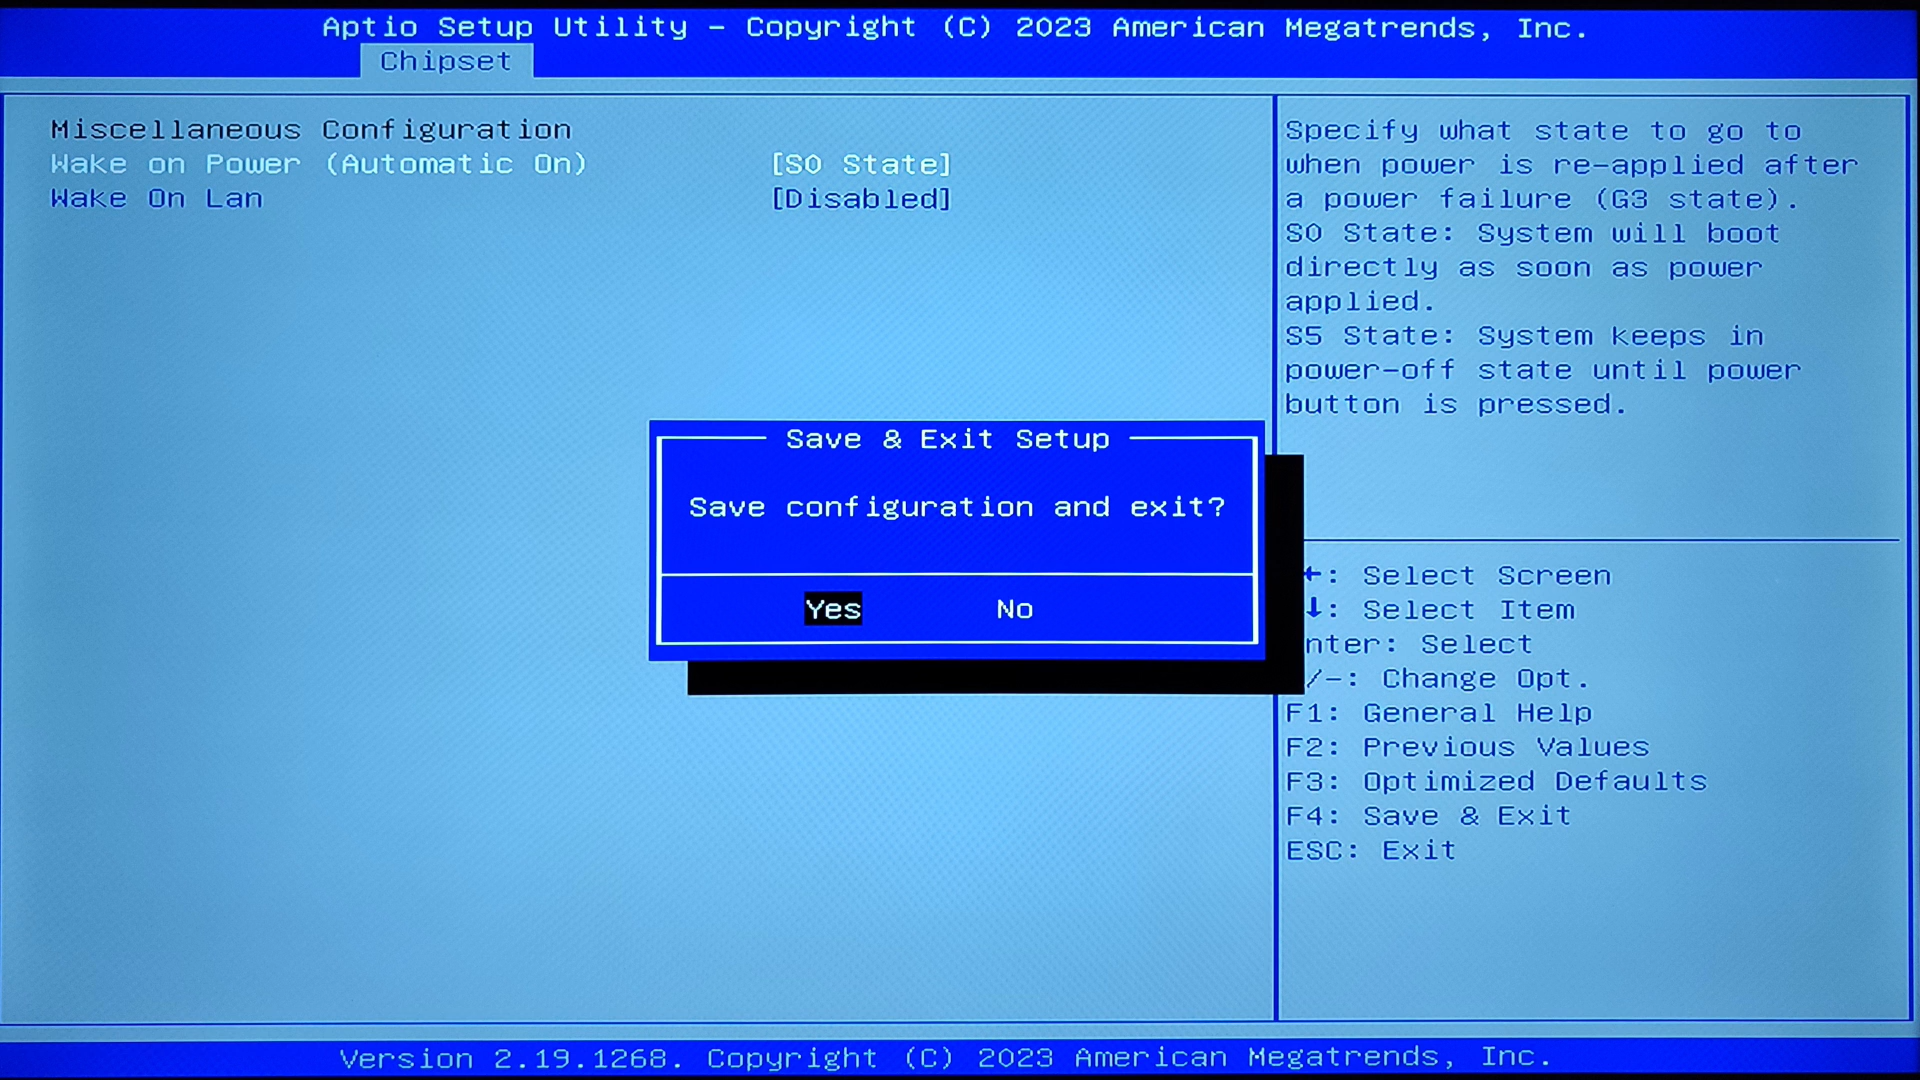 Aptio Setup Utility – Copyright (C) 2023 American Megatrends, Inc.
Chipset
Miscellaneous Configuration
Wake on Power (Automatic On) [S0 State]
Wake On Lan [Disabled]
Specify what state to go to
when power is re-applied after
a power failure (G3 state).
S0 State: System will boot
directly as soon as power
applied.
S5 State: System keeps in
power-off state until power
button is pressed.
Save & Exit Setup
Save configuration and exit?
Yes No
←: Select Screen
↓: Select Item
nter: Select
/-: Change Opt.
F1: General Help
F2: Previous Values
F3: Optimized Defaults
F4: Save & Exit
ESC: Exit
Version 2.19.1268. Copyright (C) 2023 American Megatrends, Inc.